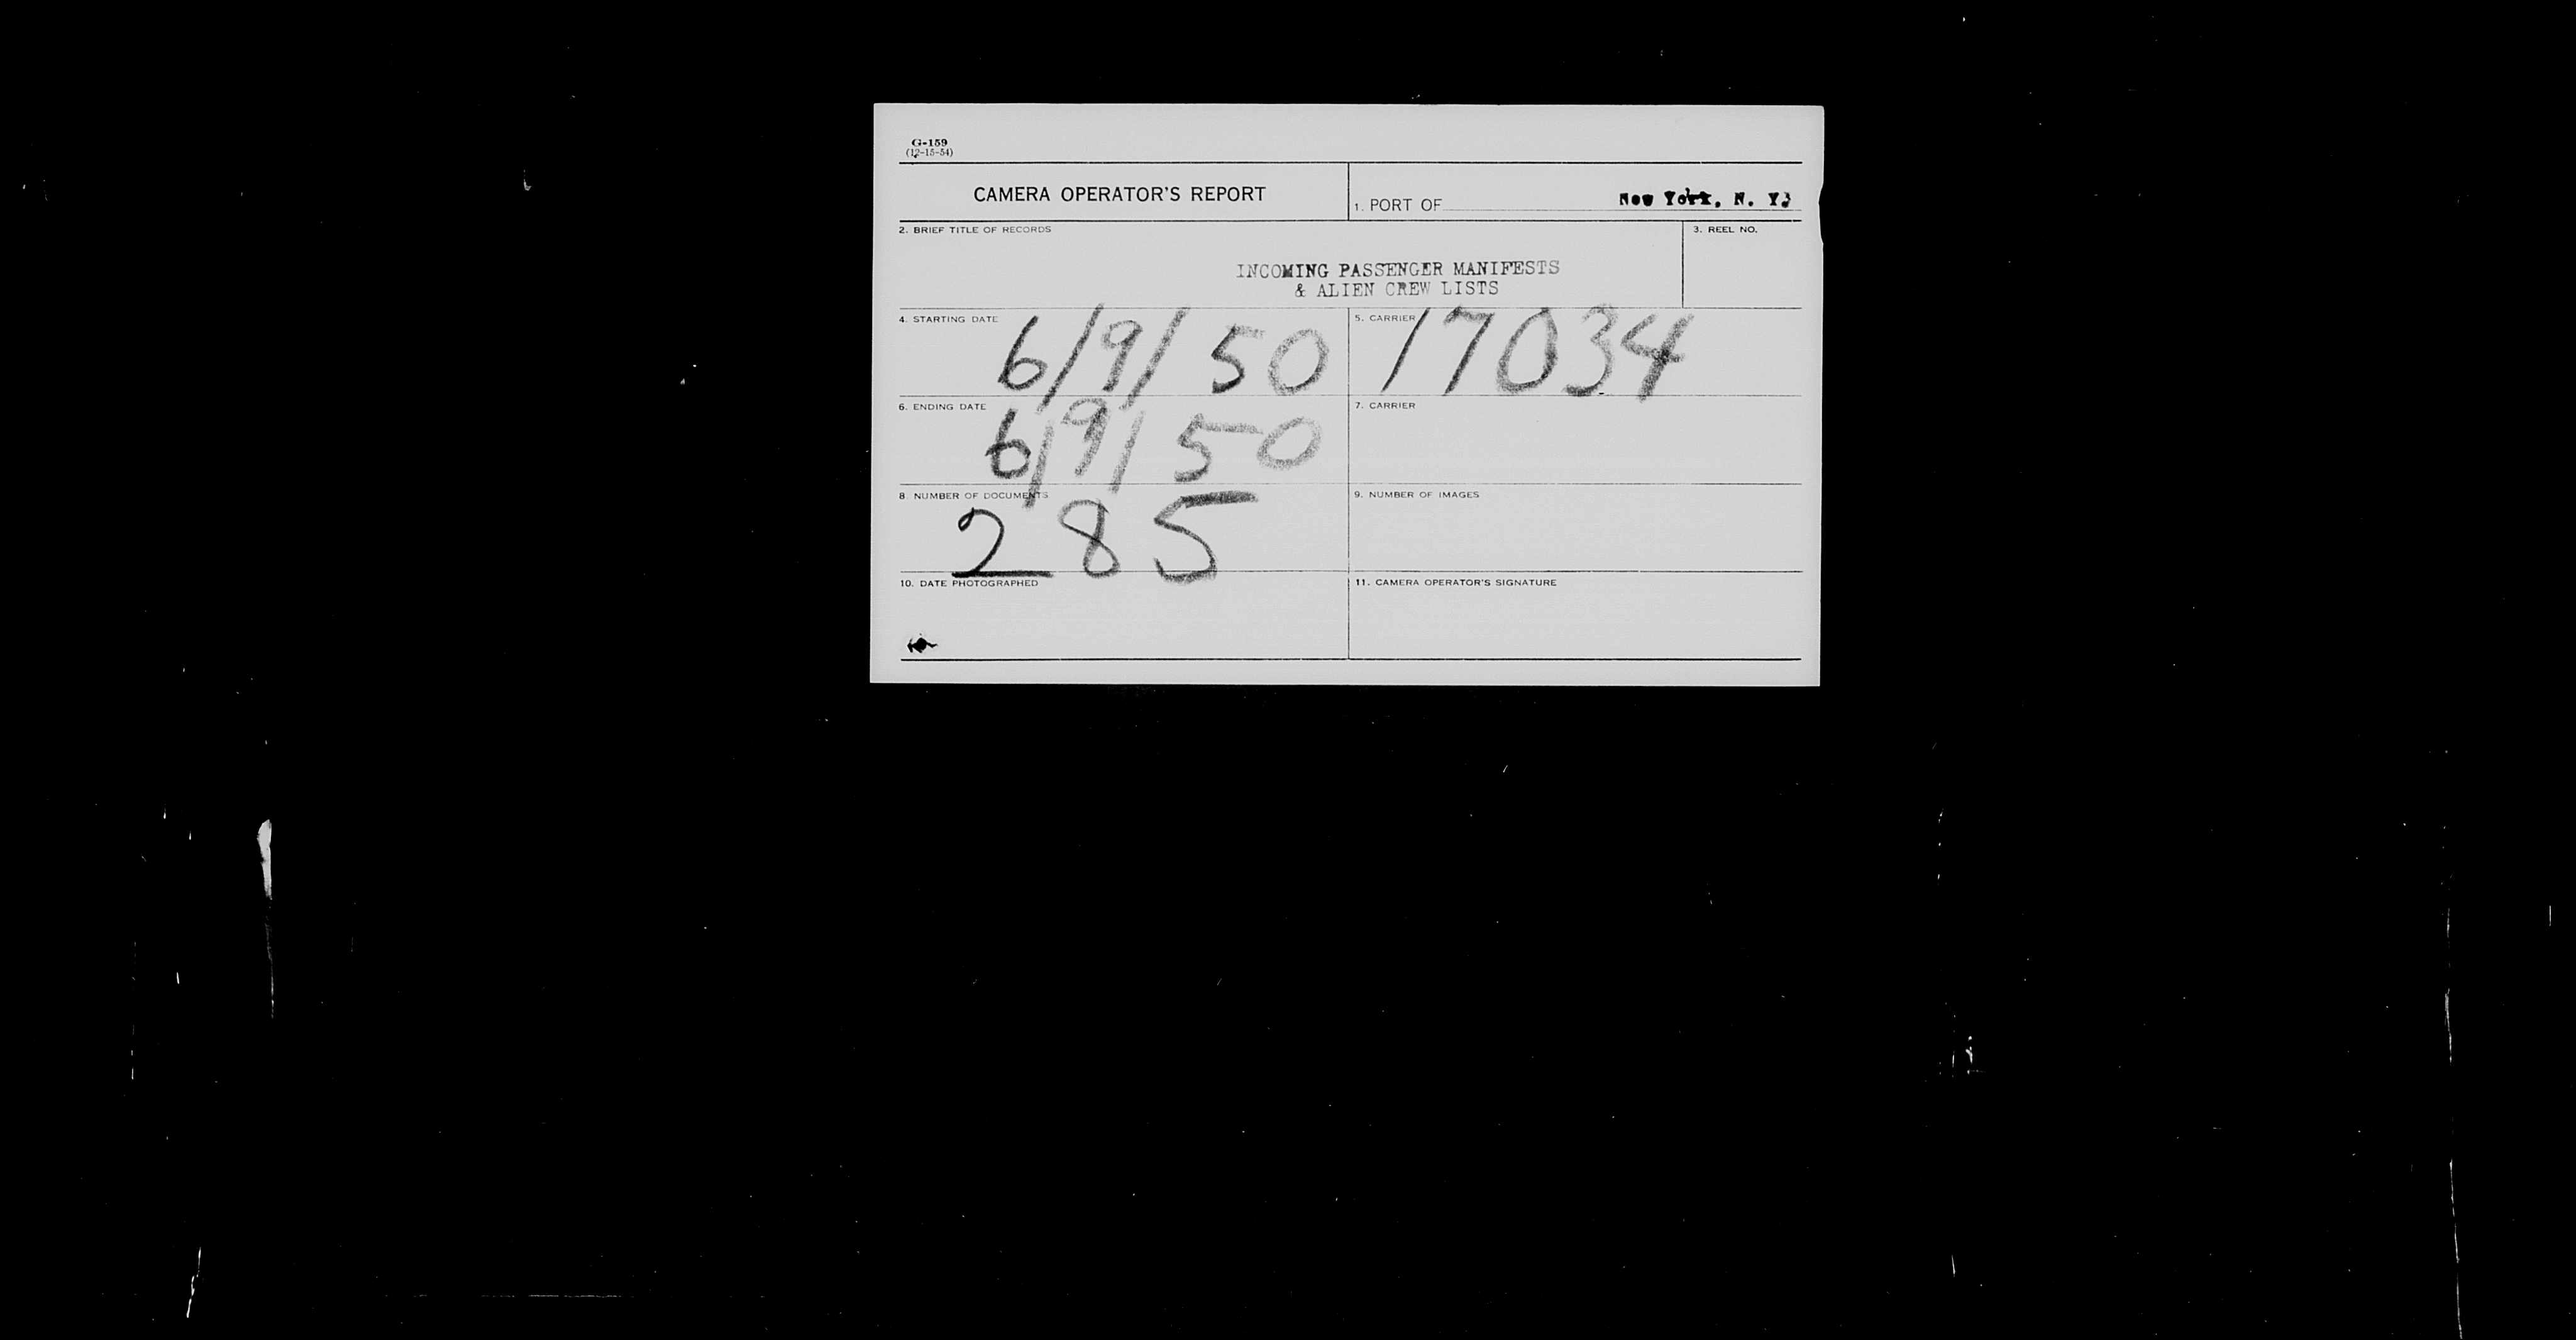 G-159
(12-15-54)
CAMERA OPERATOR'S REPORT
1. PORT OF New York, N. Y.
2. BRIEF TITLE OF RECORDS
3. REEL NO.
INCOMING PASSENGER MANIFESTS
& ALIEN CREW LISTS
4. STARTING DATE 6/9/50
5. CARRIER 17034
6. ENDING DATE 6/9/50
7. CARRIER
8. NUMBER OF DOCUMENTS 285
9. NUMBER OF IMAGES
10. DATE PHOTOGRAPHED
11. CAMERA OPERATOR'S SIGNATURE